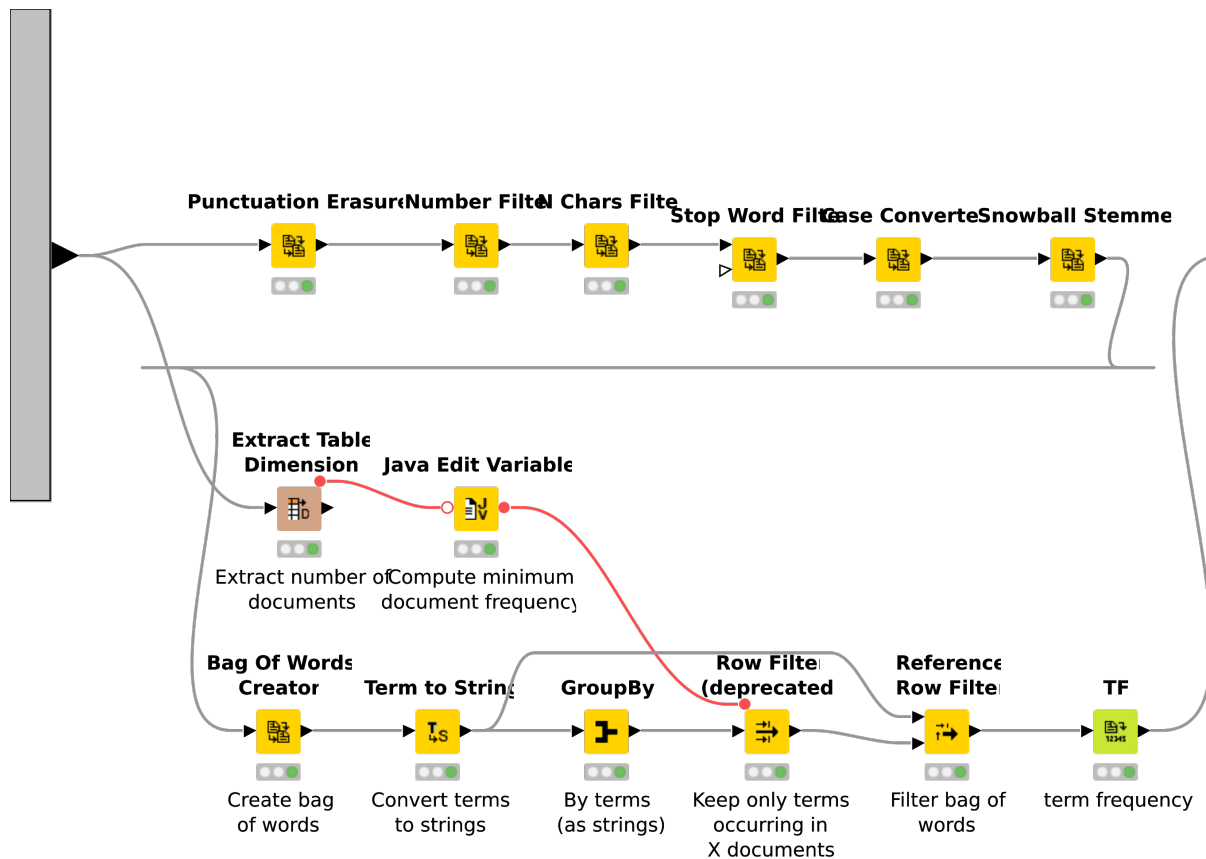 Punctuation Erasure
Number Filte
N Chars Filte
Stop Word Filte
Case Converte
Snowball Stemme
Extract Table
Dimension
Java Edit Variable
Extract number of
documents
Compute minimum
document frequency
Bag Of Words
Creator
Term to String
GroupBy
Row Filte
(deprecated
Reference
Row Filte
TF
Create bag
of words
Convert terms
to strings
By terms
(as strings)
Keep only terms
occurring in
X documents
Filter bag of
words
term frequency